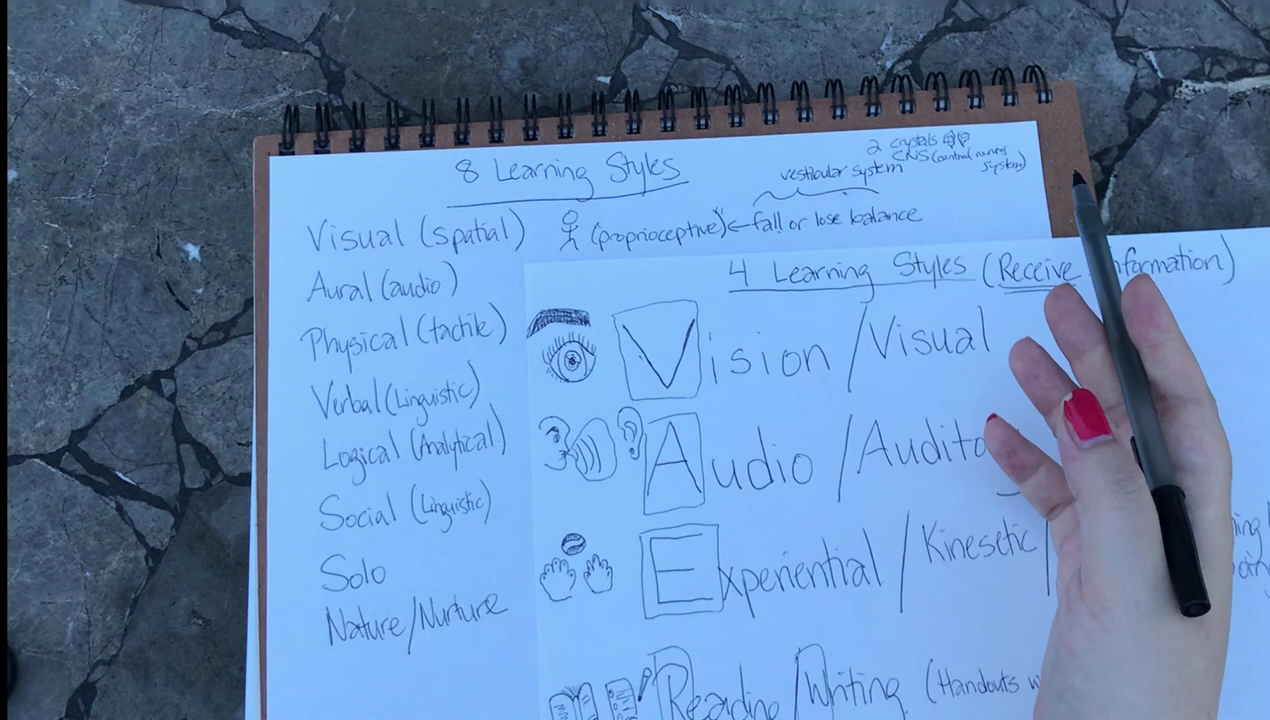 8 Learning Styles
2 crystals
CNS (central nervous
system)
vestibular system
Visual (spatial)
(proprioceptive) ← fall or lose balance
Aural (audio)
Physical (tactile)
Verbal (Linguistic)
Logical (Analytical)
Social (Linguistic)
Solo
Nature/Nurture
4 Learning Styles (Receive Information)
Vision / Visual
Audio / Audito
Experiential / Kinesetic /
Reading / Writing (Handouts